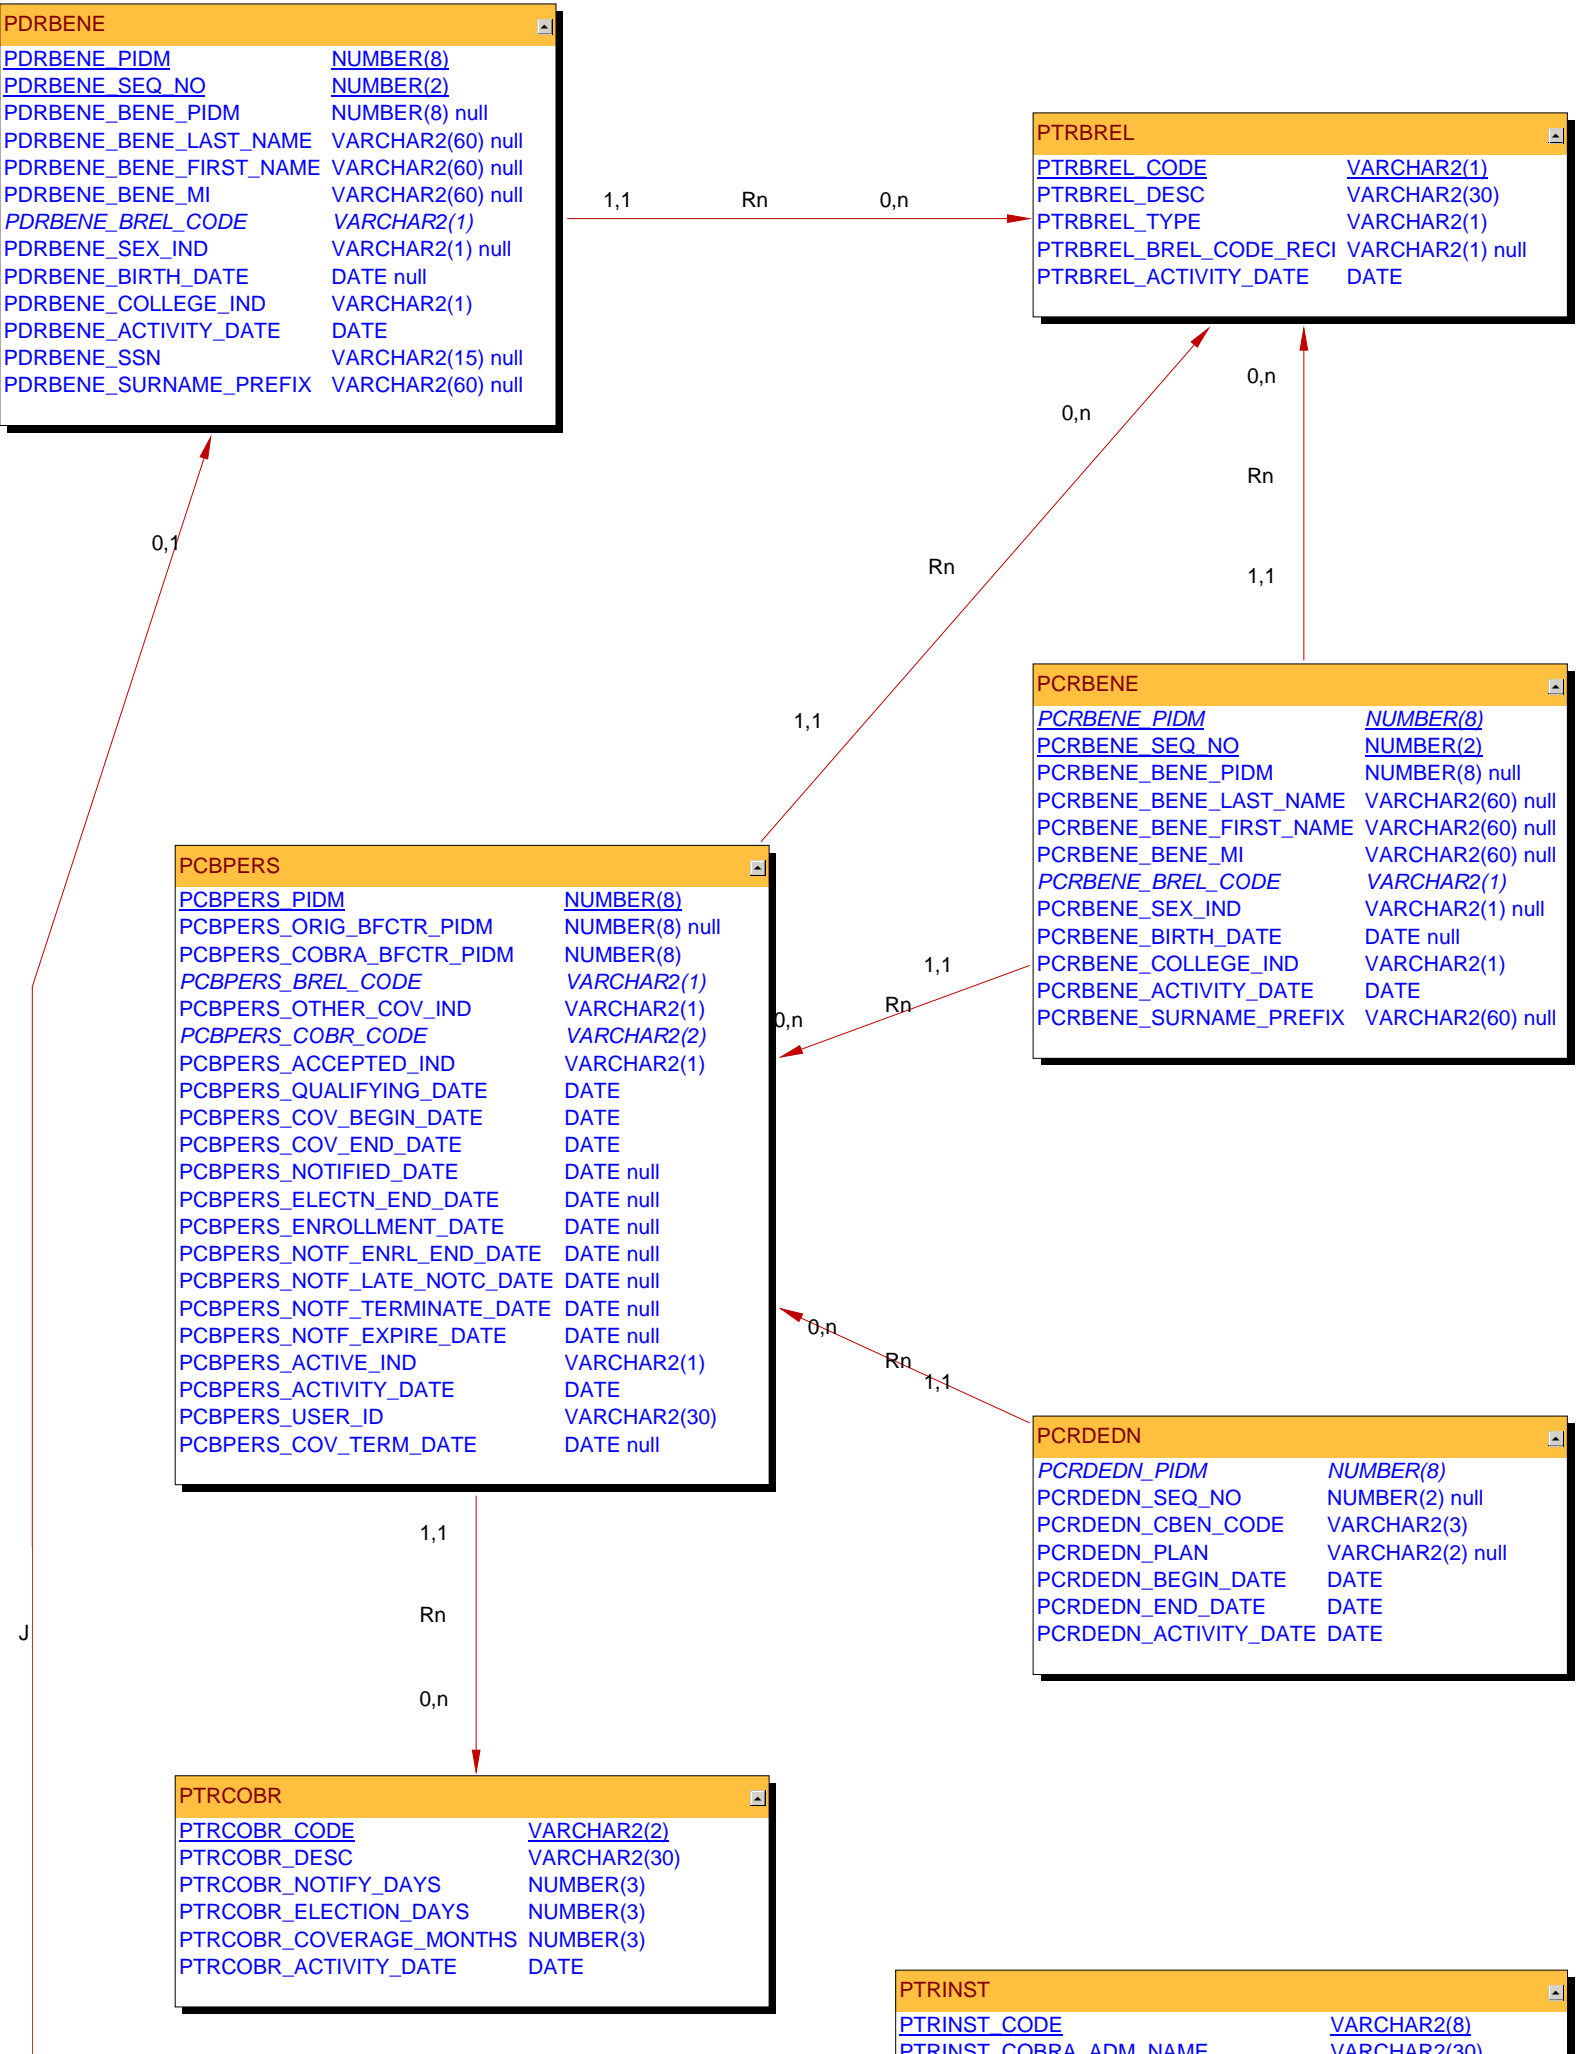 PDRBENE
PDRBENE_PIDM NUMBER(8)
PDRBENE_SEQ_NO NUMBER(2)
PDRBENE_BENE_PIDM NUMBER(8) null
PDRBENE_BENE_LAST_NAME VARCHAR2(60) null
PDRBENE_BENE_FIRST_NAME VARCHAR2(60) null
PDRBENE_BENE_MI VARCHAR2(60) null
PDRBENE_BREL_CODE VARCHAR2(1)
PDRBENE_SEX_IND VARCHAR2(1) null
PDRBENE_BIRTH_DATE DATE null
PDRBENE_COLLEGE_IND VARCHAR2(1)
PDRBENE_ACTIVITY_DATE DATE
PDRBENE_SSN VARCHAR2(15) null
PDRBENE_SURNAME_PREFIX VARCHAR2(60) null
1,1 Rn 0,n
PTRBREL
PTRBREL_CODE VARCHAR2(1)
PTRBREL_DESC VARCHAR2(30)
PTRBREL_TYPE VARCHAR2(1)
PTRBREL_BREL_CODE_RECI VARCHAR2(1) null
PTRBREL_ACTIVITY_DATE DATE
0,n
Rn
1,1
0,n
Rn
1,1
0,1
J
PCRBENE
PCRBENE_PIDM NUMBER(8)
PCRBENE_SEQ_NO NUMBER(2)
PCRBENE_BENE_PIDM NUMBER(8) null
PCRBENE_BENE_LAST_NAME VARCHAR2(60) null
PCRBENE_BENE_FIRST_NAME VARCHAR2(60) null
PCRBENE_BENE_MI VARCHAR2(60) null
PCRBENE_BREL_CODE VARCHAR2(1)
PCRBENE_SEX_IND VARCHAR2(1) null
PCRBENE_BIRTH_DATE DATE null
PCRBENE_COLLEGE_IND VARCHAR2(1)
PCRBENE_ACTIVITY_DATE DATE
PCRBENE_SURNAME_PREFIX VARCHAR2(60) null
1,1
Rn
0,n
PCBPERS
PCBPERS_PIDM NUMBER(8)
PCBPERS_ORIG_BFCTR_PIDM NUMBER(8) null
PCBPERS_COBRA_BFCTR_PIDM NUMBER(8)
PCBPERS_BREL_CODE VARCHAR2(1)
PCBPERS_OTHER_COV_IND VARCHAR2(1)
PCBPERS_COBR_CODE VARCHAR2(2)
PCBPERS_ACCEPTED_IND VARCHAR2(1)
PCBPERS_QUALIFYING_DATE DATE
PCBPERS_COV_BEGIN_DATE DATE
PCBPERS_COV_END_DATE DATE
PCBPERS_NOTIFIED_DATE DATE null
PCBPERS_ELECTN_END_DATE DATE null
PCBPERS_ENROLLMENT_DATE DATE null
PCBPERS_NOTF_ENRL_END_DATE DATE null
PCBPERS_NOTF_LATE_NOTC_DATE DATE null
PCBPERS_NOTF_TERMINATE_DATE DATE null
PCBPERS_NOTF_EXPIRE_DATE DATE null
PCBPERS_ACTIVE_IND VARCHAR2(1)
PCBPERS_ACTIVITY_DATE DATE
PCBPERS_USER_ID VARCHAR2(30)
PCBPERS_COV_TERM_DATE DATE null
0,n
Rn
1,1
PCRDEDN
PCRDEDN_PIDM NUMBER(8)
PCRDEDN_SEQ_NO NUMBER(2) null
PCRDEDN_CBEN_CODE VARCHAR2(3)
PCRDEDN_PLAN VARCHAR2(2) null
PCRDEDN_BEGIN_DATE DATE
PCRDEDN_END_DATE DATE
PCRDEDN_ACTIVITY_DATE DATE
1,1
Rn
0,n
PTRCOBR
PTRCOBR_CODE VARCHAR2(2)
PTRCOBR_DESC VARCHAR2(30)
PTRCOBR_NOTIFY_DAYS NUMBER(3)
PTRCOBR_ELECTION_DAYS NUMBER(3)
PTRCOBR_COVERAGE_MONTHS NUMBER(3)
PTRCOBR_ACTIVITY_DATE DATE
PTRINST
PTRINST_CODE VARCHAR2(8)
PTRINST_COBRA_ADM_NAME VARCHAR2(30)